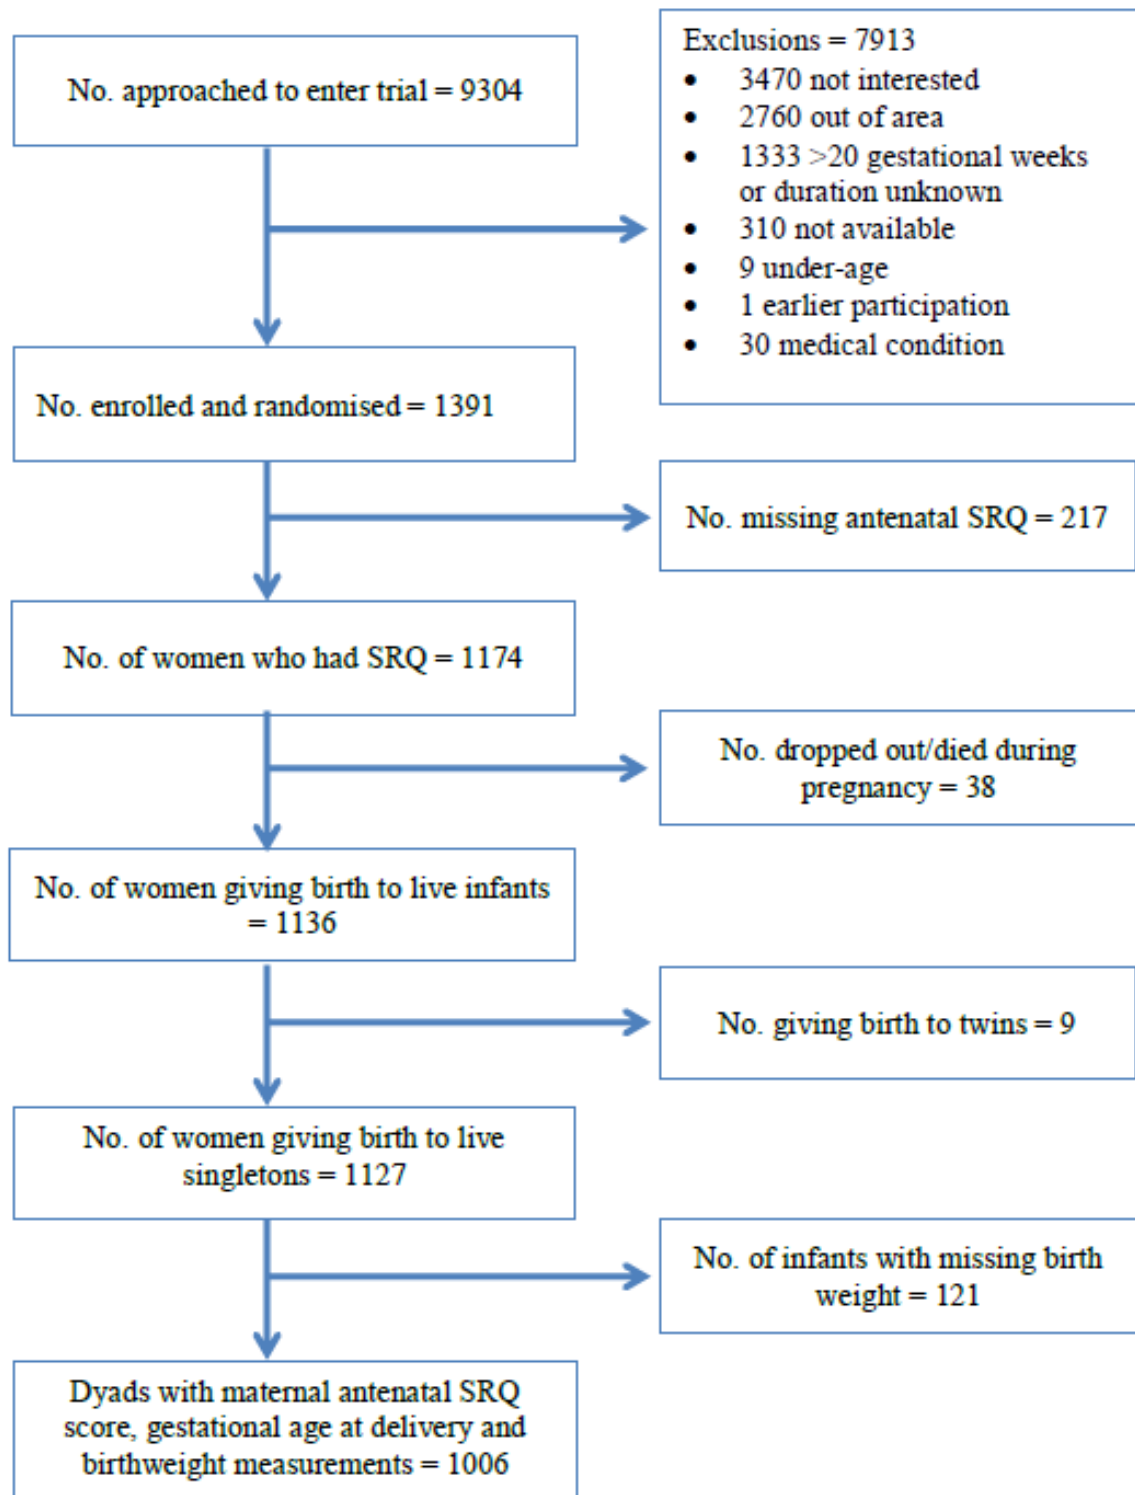 No. approached to enter trial = 9304
Exclusions = 7913
• 3470 not interested
• 2760 out of area
• 1333 >20 gestational weeks
or duration unknown
• 310 not available
• 9 under-age
• 1 earlier participation
• 30 medical condition
No. enrolled and randomised = 1391
No. missing antenatal SRQ = 217
No. of women who had SRQ = 1174
No. dropped out/died during
pregnancy = 38
No. of women giving birth to live infants
= 1136
No. giving birth to twins = 9
No. of women giving birth to live
singletons = 1127
No. of infants with missing birth
weight = 121
Dyads with maternal antenatal SRQ
score, gestational age at delivery and
birthweight measurements = 1006